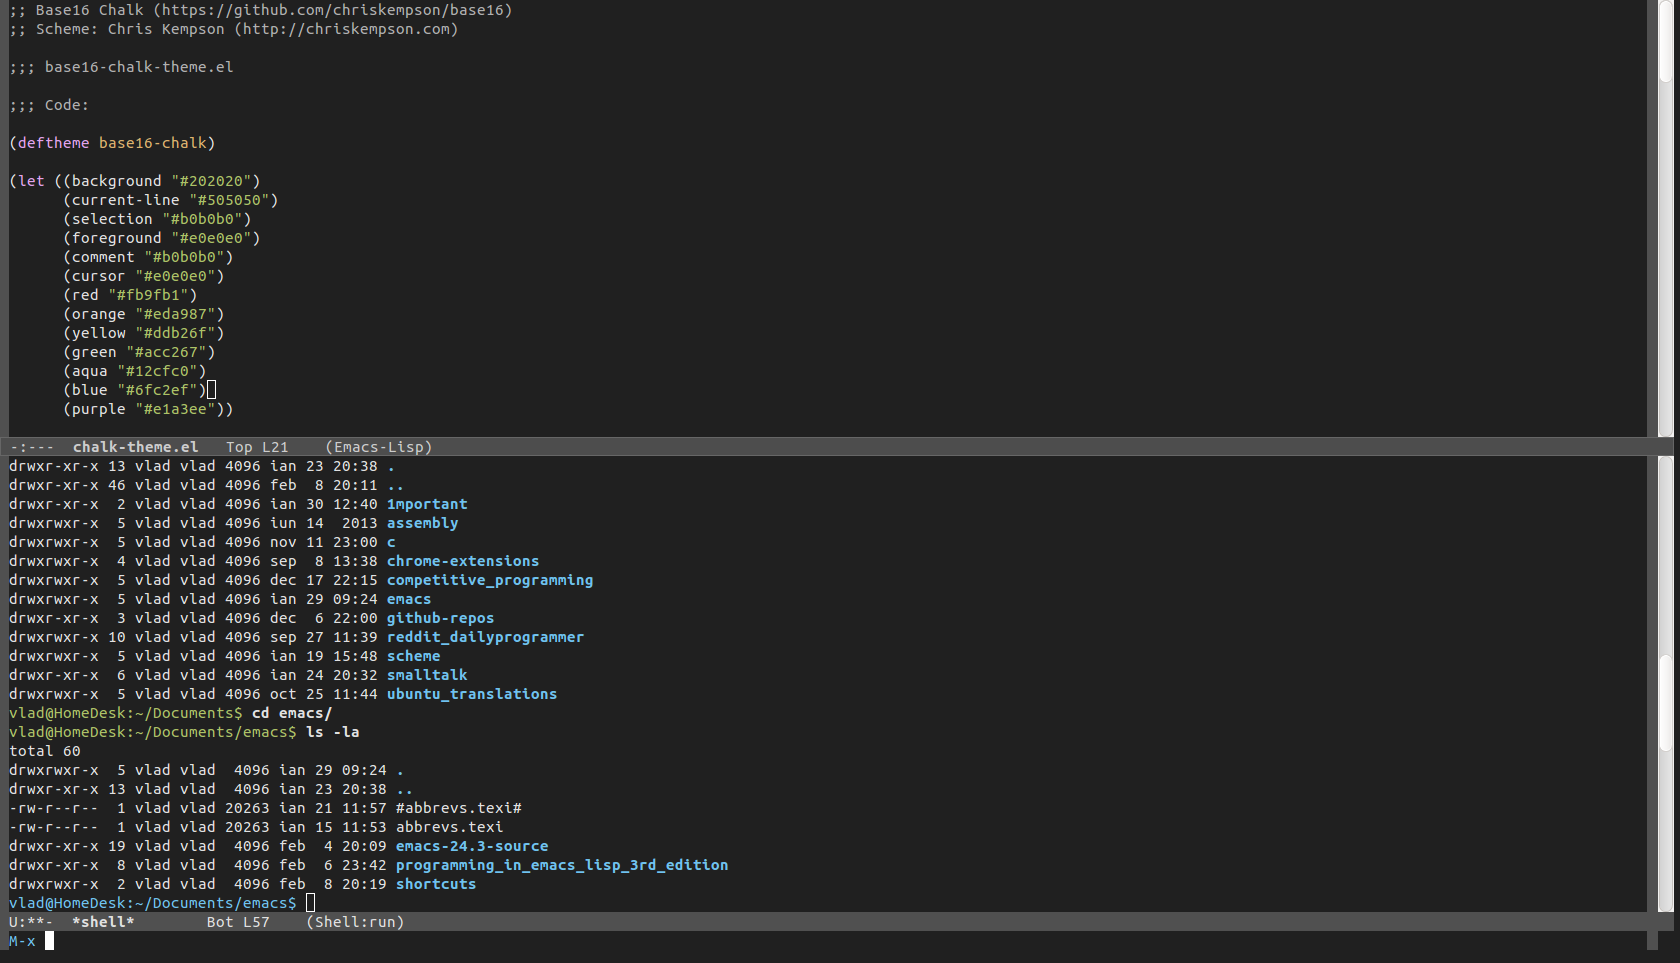 ;; Base16 Chalk (https://github.com/chriskempson/base16)
;; Scheme: Chris Kempson (http://chriskempson.com)
;;; base16-chalk-theme.el
;;; Code:
(deftheme base16-chalk)
(let ((background "#202020")
      (current-line "#505050")
      (selection "#b0b0b0")
      (foreground "#e0e0e0")
      (comment "#b0b0b0")
      (cursor "#e0e0e0")
      (red "#fb9fb1")
      (orange "#eda987")
      (yellow "#ddb26f")
      (green "#acc267")
      (aqua "#12cfc0")
      (blue "#6fc2ef")
      (purple "#e1a3ee"))
-:---  chalk-theme.el   Top L21    (Emacs-Lisp)
drwxr-xr-x 13 vlad vlad 4096 ian 23 20:38 .
drwxr-xr-x 46 vlad vlad 4096 feb  8 20:11 ..
drwxr-xr-x  2 vlad vlad 4096 ian 30 12:40 1mportant
drwxrwxr-x  5 vlad vlad 4096 iun 14  2013 assembly
drwxrwxr-x  5 vlad vlad 4096 nov 11 23:00 c
drwxrwxr-x  4 vlad vlad 4096 sep  8 13:38 chrome-extensions
drwxrwxr-x  5 vlad vlad 4096 dec 17 22:15 competitive_programming
drwxrwxr-x  5 vlad vlad 4096 ian 29 09:24 emacs
drwxrwxr-x  3 vlad vlad 4096 dec  6 22:00 github-repos
drwxrwxr-x 10 vlad vlad 4096 sep 27 11:39 reddit_dailyprogrammer
drwxrwxr-x  5 vlad vlad 4096 ian 19 15:48 scheme
drwxrwxr-x  6 vlad vlad 4096 ian 24 20:32 smalltalk
drwxrwxr-x  5 vlad vlad 4096 oct 25 11:44 ubuntu_translations
vlad@HomeDesk:~/Documents$ cd emacs/
vlad@HomeDesk:~/Documents/emacs$ ls -la
total 60
drwxrwxr-x  5 vlad vlad  4096 ian 29 09:24 .
drwxr-xr-x 13 vlad vlad  4096 ian 23 20:38 ..
-rw-r--r--  1 vlad vlad 20263 ian 21 11:57 #abbrevs.texi#
-rw-r--r--  1 vlad vlad 20263 ian 15 11:53 abbrevs.texi
drwxr-xr-x 19 vlad vlad  4096 feb  4 20:09 emacs-24.3-source
drwxr-xr-x  8 vlad vlad  4096 feb  6 23:42 programming_in_emacs_lisp_3rd_edition
drwxrwxr-x  2 vlad vlad  4096 feb  8 20:19 shortcuts
vlad@HomeDesk:~/Documents/emacs$
U:**-  *shell*        Bot L57    (Shell:run)
M-x